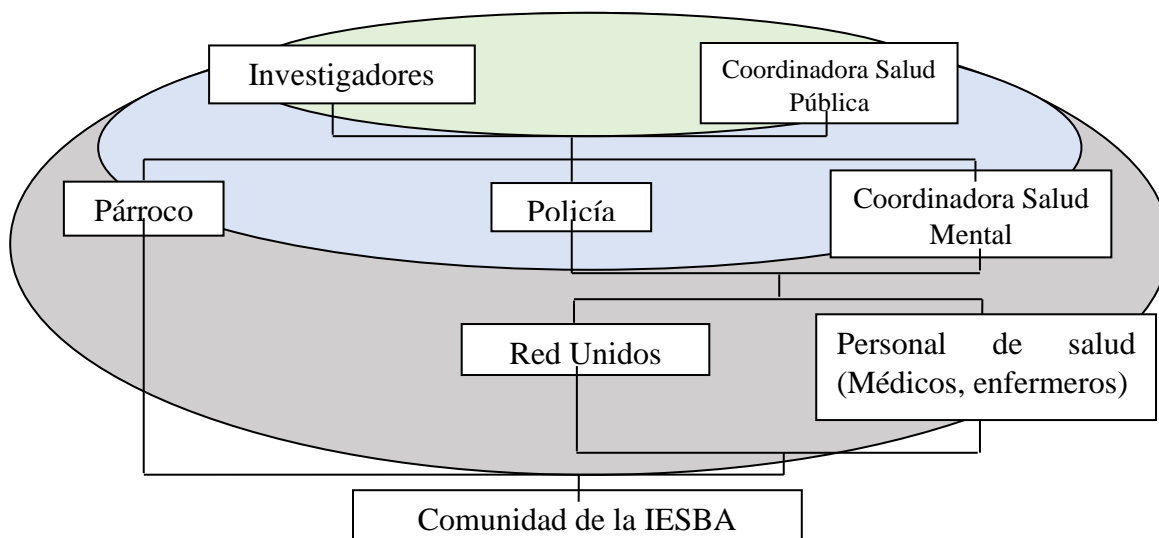 Investigadores
Coordinadora Salud
Pública
Párroco
Policía
Coordinadora Salud
Mental
Red Unidos
Personal de salud
(Médicos, enfermeros)
Comunidad de la IESBA